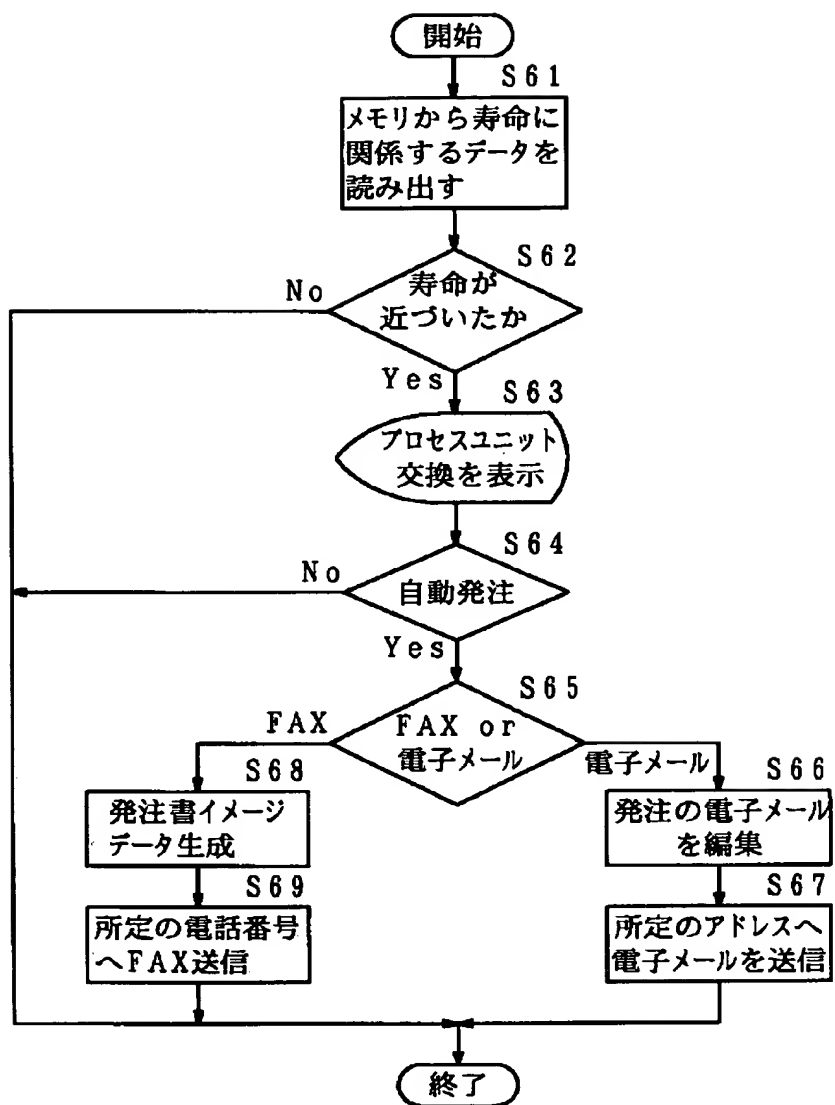 開始
S61
メモリから寿命に
関係するデータを
読み出す
S62
No
寿命が
近づいたか
Yes
S63
プロセスユニット
交換を表示
S64
No
自動発注
Yes
S65
FAX
FAX or
電子メール
電子メール
S68
発注書イメージ
データ生成
S66
発注の電子メール
を編集
S69
所定の電話番号
へFAX送信
S67
所定のアドレスへ
電子メールを送信
終了